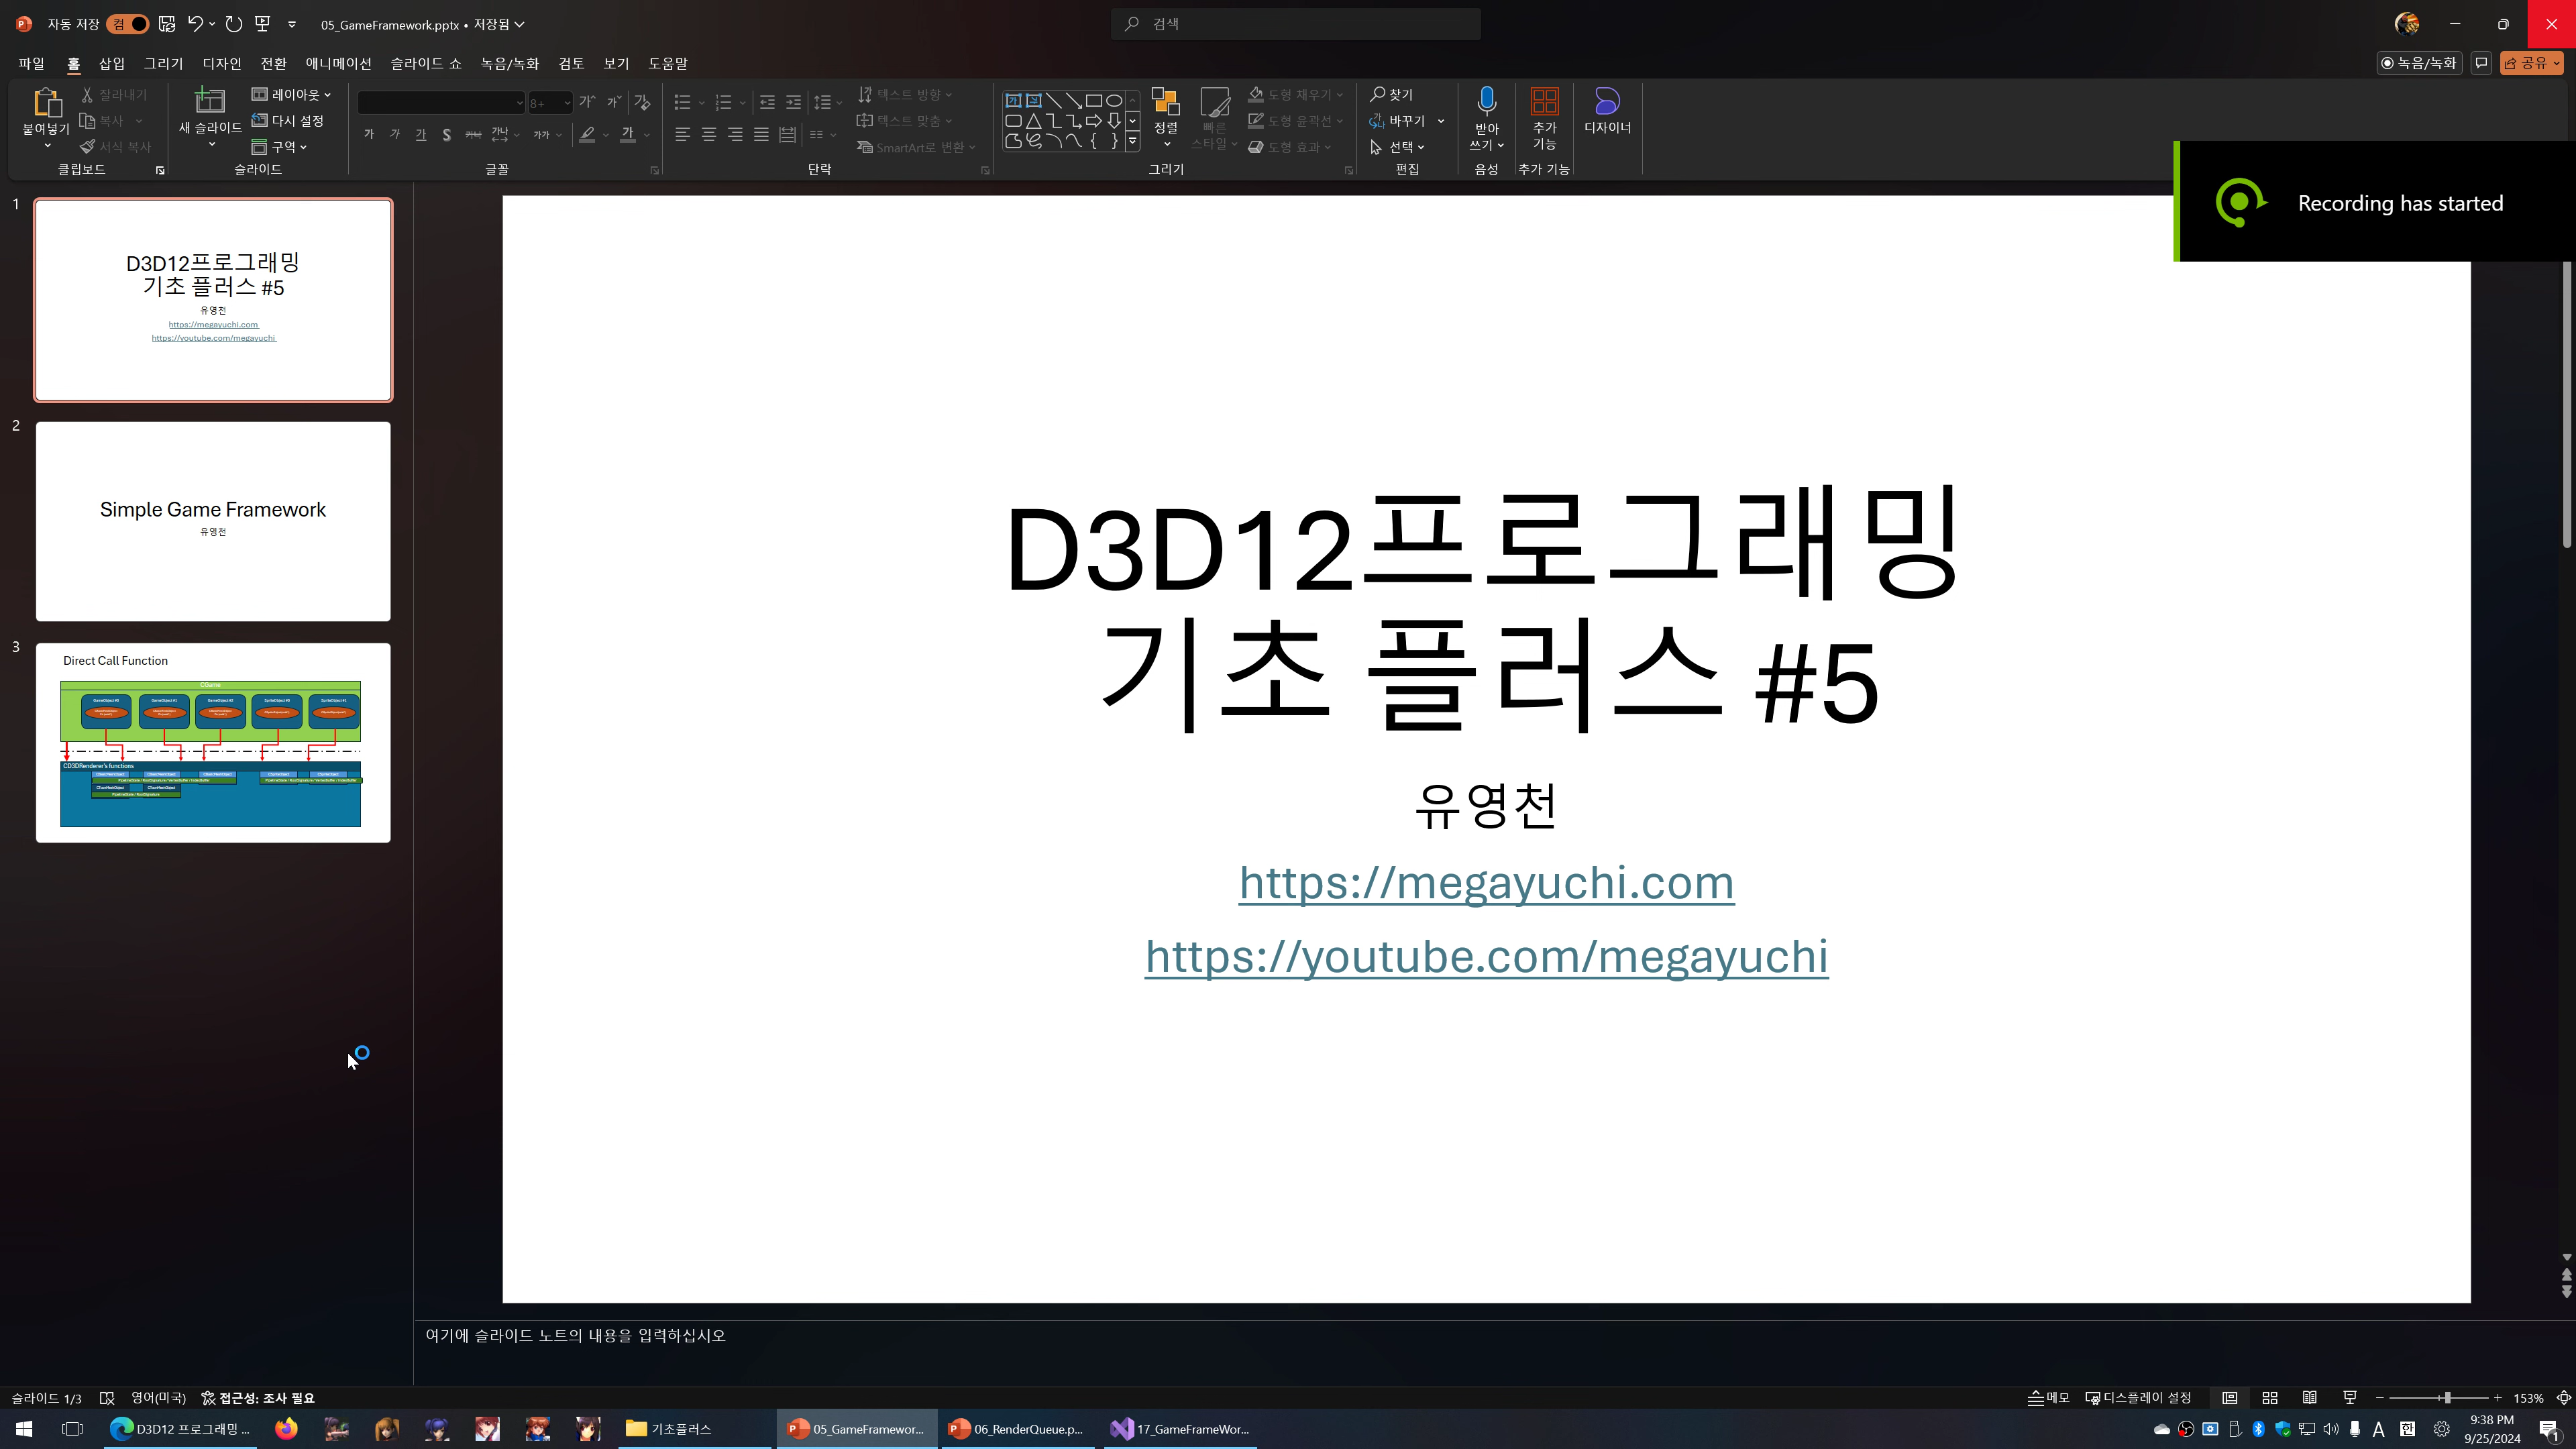 자동 저장 켬 05_GameFramework.pptx • 저장됨
검색
파일 홈 삽입 그리기 디자인 전환 애니메이션 슬라이드 쇼 녹음/녹화 검토 보기 도움말
녹음/녹화 공유
붙여넣기
잘라내기
복사
서식 복사
클립보드
새 슬라이드
레이아웃
다시 설정
구역
슬라이드
8+
글꼴
텍스트 방향
텍스트 맞춤
SmartArt로 변환
단락
정렬
빠른
스타일
도형 채우기
도형 윤곽선
도형 효과
그리기
찾기
바꾸기
선택
편집
받아
쓰기
음성
추가
기능
추가 기능
디자이너
Recording has started
1
D3D12프로그래밍
기초 플러스 #5
유영천
https://megayuchi.com
https://youtube.com/megayuchi
2
Simple Game Framework
유영천
3
Direct Call Function
CGame
CD3DRenderer's functions
D3D12프로그래밍
기초 플러스 #5
유영천
https://megayuchi.com
https://youtube.com/megayuchi
여기에 슬라이드 노트의 내용을 입력하십시오
슬라이드 1/3 영어(미국) 접근성: 조사 필요
메모 디스플레이 설정 153%
D3D12 프로그래밍 ...
기초플러스
05_GameFramewor...
06_RenderQueue.p...
17_GameFrameWor...
A 한
9:38 PM
9/25/2024
1